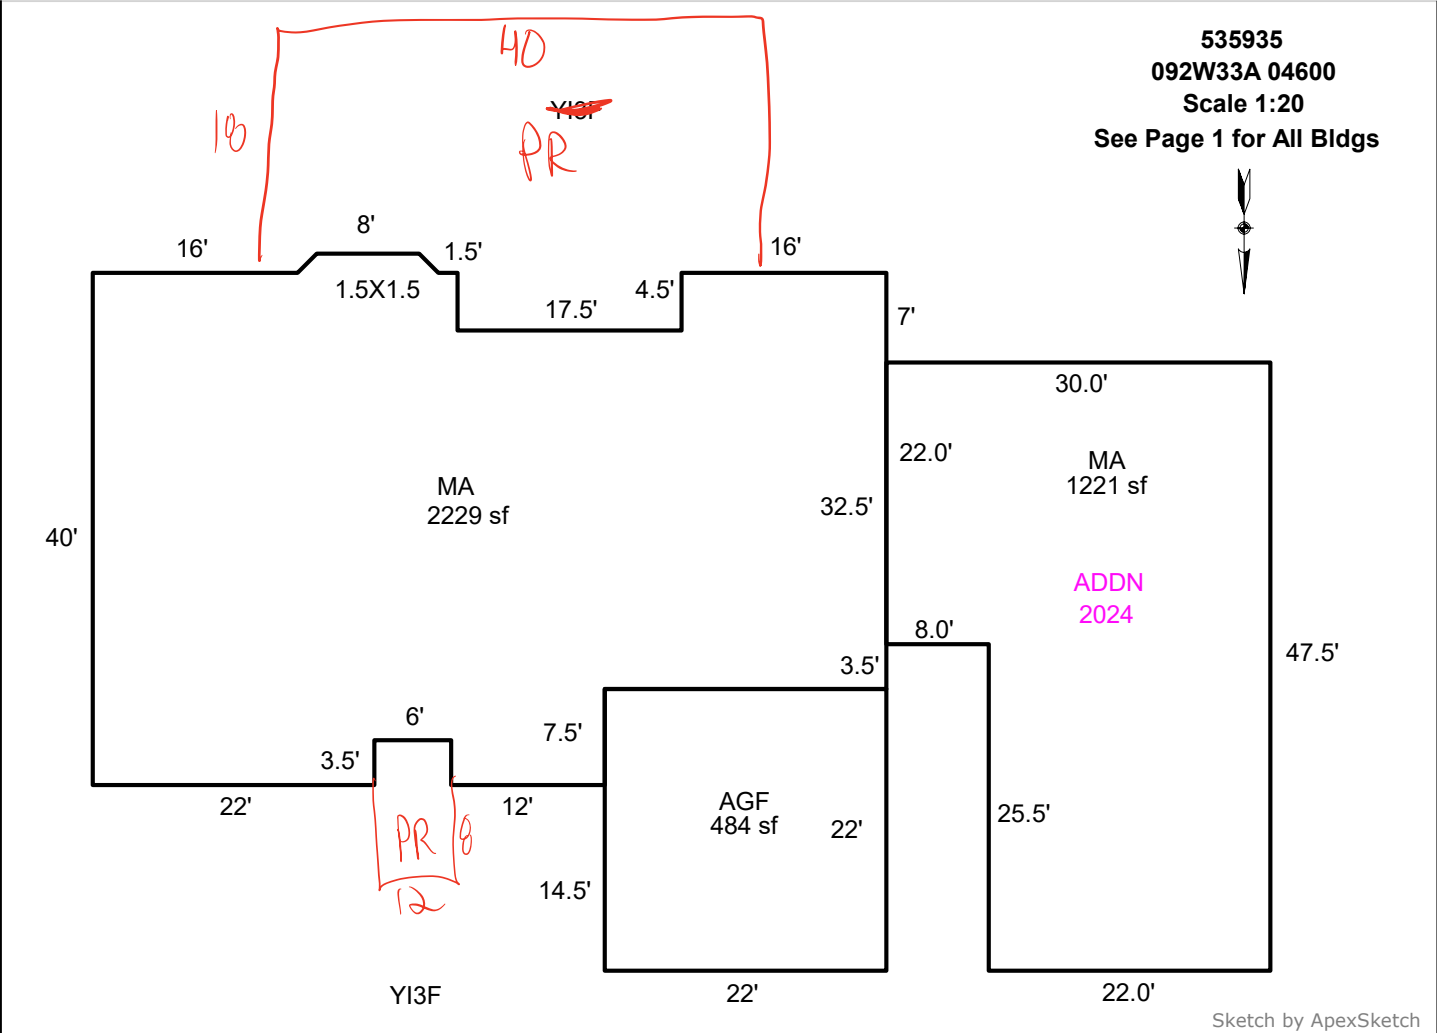 535935
092W33A 04600
Scale 1:20
See Page 1 for All Bldgs
40
18
PR
16'
8'
1.5'
16'
1.5X1.5
4.5'
17.5'
7'
30.0'
22.0'
MA
1221 sf
MA
2229 sf
32.5'
40'
ADDN
2024
8.0'
3.5'
47.5'
6'
7.5'
3.5'
22'
12'
PR
8
12
AGF
484 sf
22'
25.5'
14.5'
YI3F
22'
22.0'
Sketch by ApexSketch